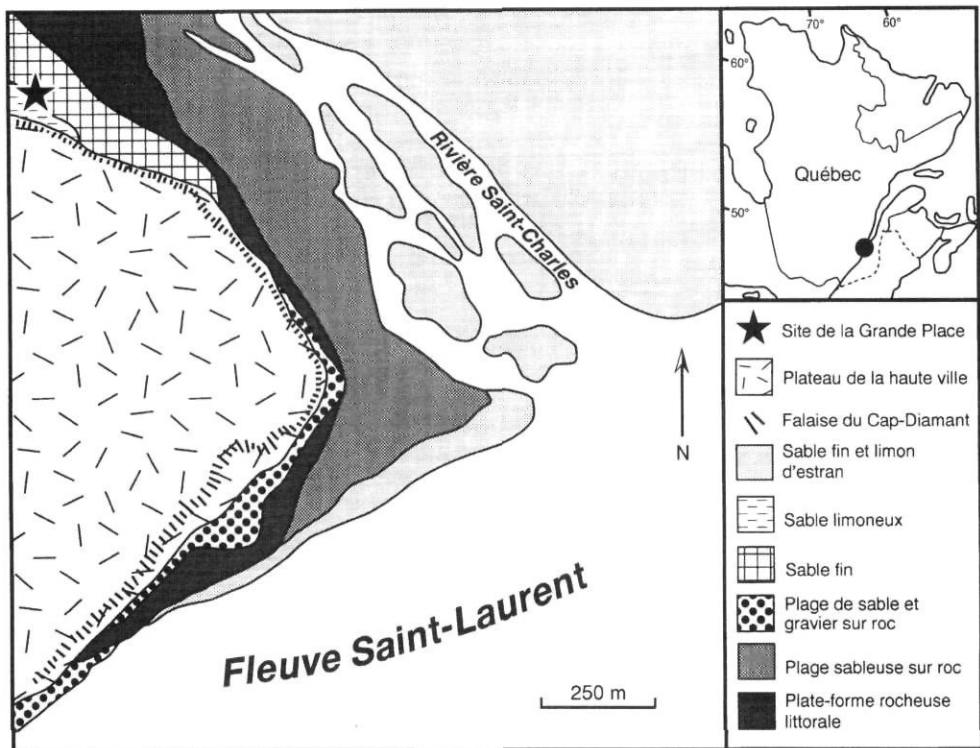 Rivière Saint-Charles
Fleuve Saint-Laurent
N
250 m
70° 60°
60°
50°
Québec
Site de la Grande Place
Plateau de la haute ville
Falaise du Cap-Diamant
Sable fin et limon
d'estran
Sable limoneux
Sable fin
Plage de sable et
gravier sur roc
Plage sableuse sur roc
Plate-forme rocheuse
littorale